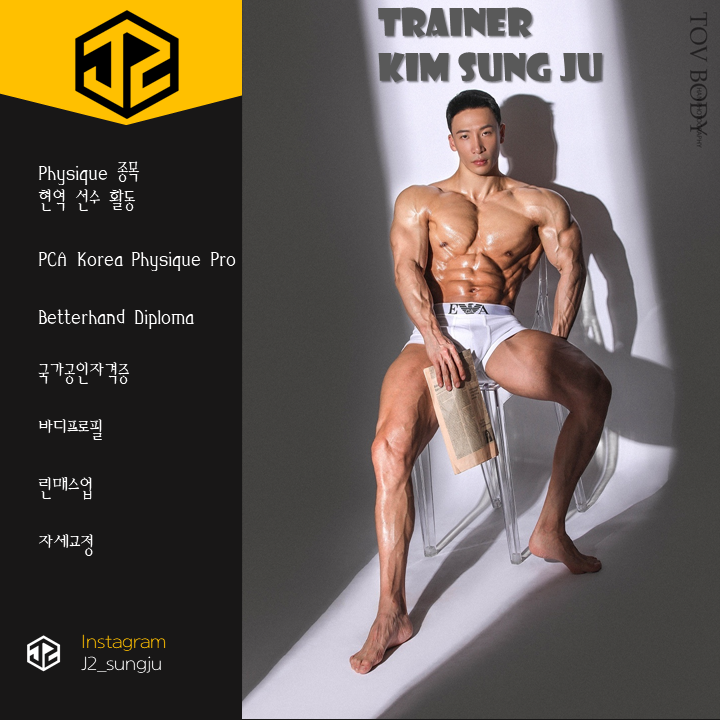 TRAINER
KIM SUNG JU
TOV BODY
J2
Physique 종목
현역 선수 활동
PCA Korea Physique Pro
Betterhand Diploma
국가공인자격증
바디프로필
린매스업
자세교정
E A
J2
Instagram
J2_sungju